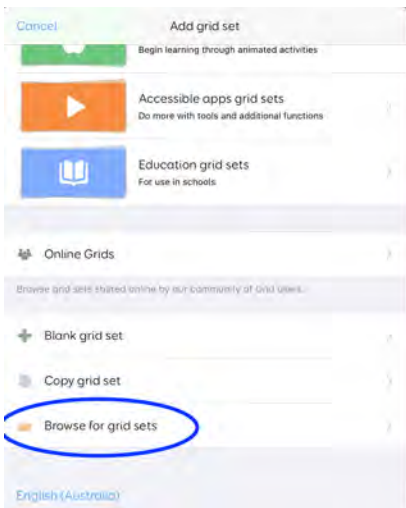 Cancel
Add grid set
Begin learning through animated activities
Accessible apps grid sets
Do more with tools and additional functions
Education grid sets
For use in schools
Online Grids
Browse grid sets shared online by our community of Grid users.
Blank grid set
Copy grid set
Browse for grid sets
English (Australia)